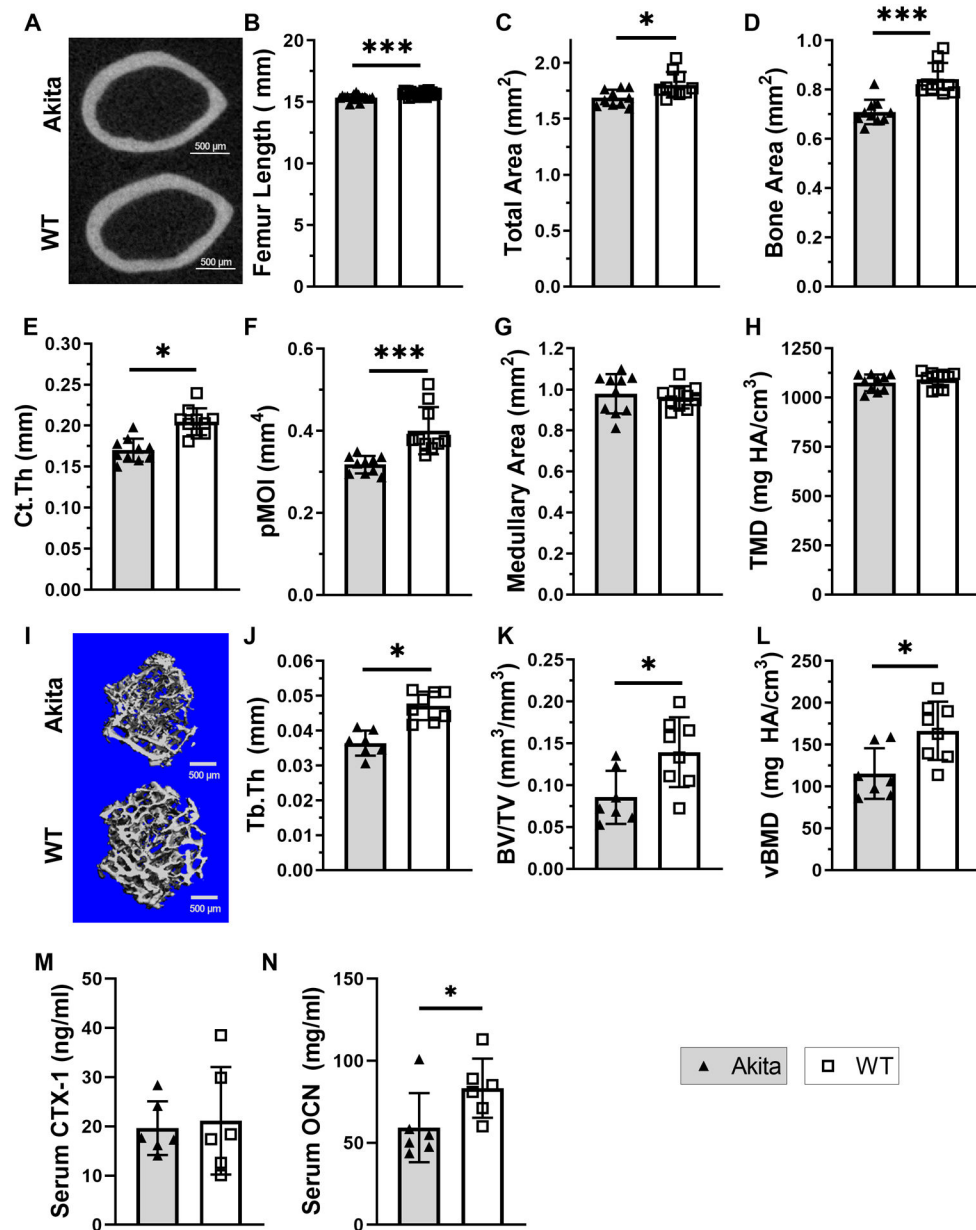 A
Akita
500 µm
WT
500 µm
B
***
Femur Length ( mm)
20
15
10
5
0
C
*
Total Area (mm2)
2.0
1.5
1.0
0.5
0.0
D
***
Bone Area (mm2)
1.0
0.8
0.6
0.4
0.2
0.0
E
*
Ct.Th (mm)
0.30
0.25
0.20
0.15
0.10
0.05
0.00
F
***
pMOI (mm4)
0.6
0.4
0.2
0.0
G
Medullary Area (mm2)
1.2
1.0
0.8
0.6
0.4
0.2
0.0
H
TMD (mg HA/cm3)
1250
1000
750
500
250
0
I
Akita
500 µm
WT
500 µm
J
*
Tb.Th (mm)
0.06
0.05
0.04
0.03
0.02
0.01
0.00
K
*
BV/TV (mm3/mm3)
0.25
0.20
0.15
0.10
0.05
0.00
L
*
vBMD (mg HA/cm3)
250
200
150
100
50
0
M
Serum CTX-1 (ng/ml)
50
40
30
20
10
0
N
*
Serum OCN (mg/ml)
150
100
50
0
Akita
WT